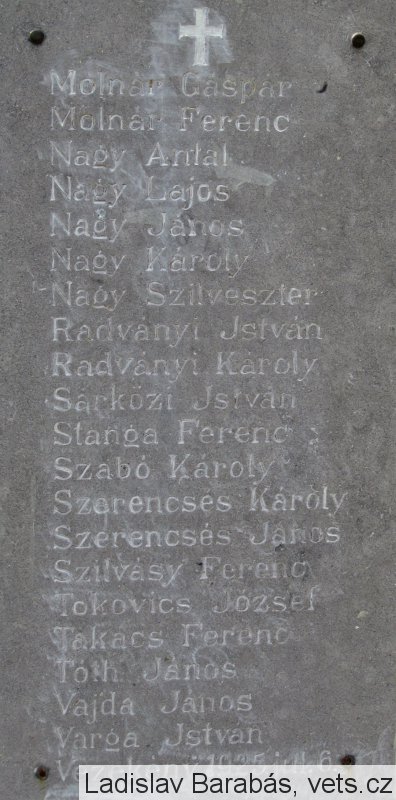 Molnár Gáspár
Molnár Ferenc
Nagy Antal
Nagy Lajos
Nagy János
Nagy Károly
Nagy Szilveszter
Radványi Jstván
Radványi Károly
Sárközi Jstván
Stanga Ferenc
Szabó Károly
Szerencsés Károly
Szerencsés János
Szilvásy Ferenc
Tokovics József
Takács Ferenc
Tóth János
Vajda János
Varga Jstván
Ladislav Barabás, vets.cz